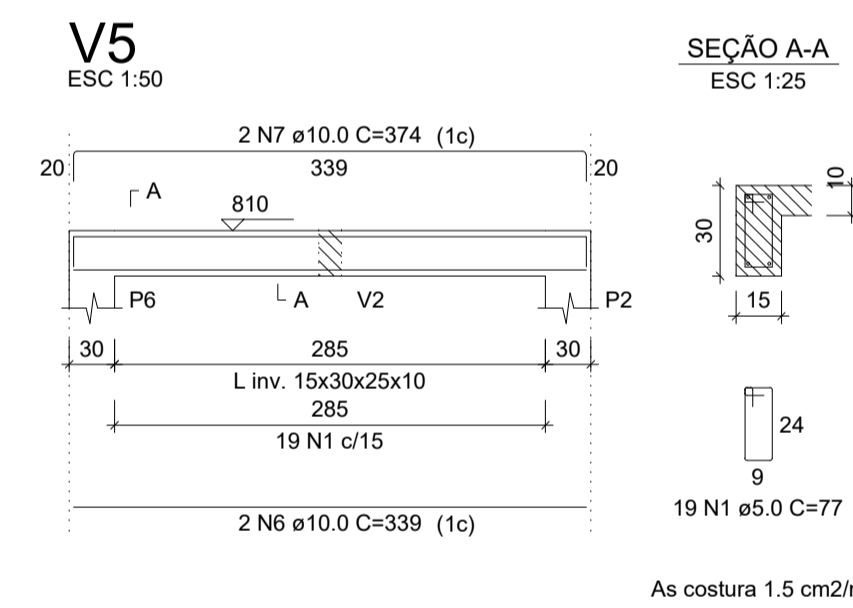 V5
ESC 1:50
SEÇÃO A-A
ESC 1:25
2 N7 ø10.0 C=374 (1c)
20
339
20
A
810
10
30
P6
A
V2
P2
15
30
285
30
L inv. 15x30x25x10
285
19 N1 c/15
24
9
19 N1 ø5.0 C=77
2 N6 ø10.0 C=339 (1c)
As costura 1.5